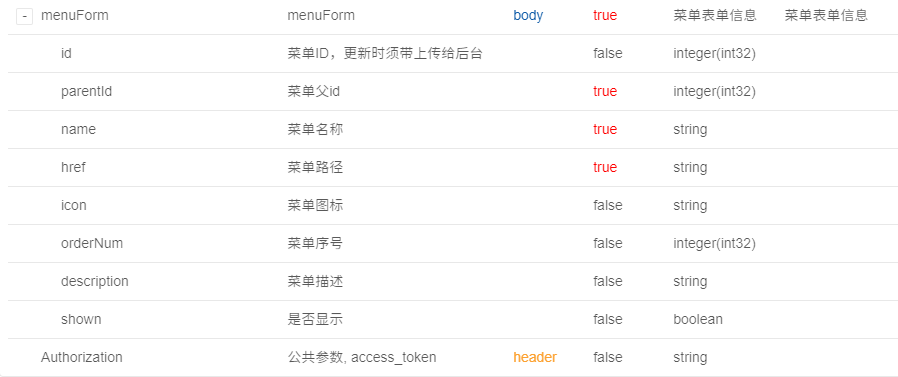 - menuForm menuForm body true 菜单表单信息 菜单表单信息
id 菜单ID，更新时须带上传给后台 false integer(int32)
parentId 菜单父id true integer(int32)
name 菜单名称 true string
href 菜单路径 true string
icon 菜单图标 false string
orderNum 菜单序号 false integer(int32)
description 菜单描述 false string
shown 是否显示 false boolean
Authorization 公共参数, access_token header false string